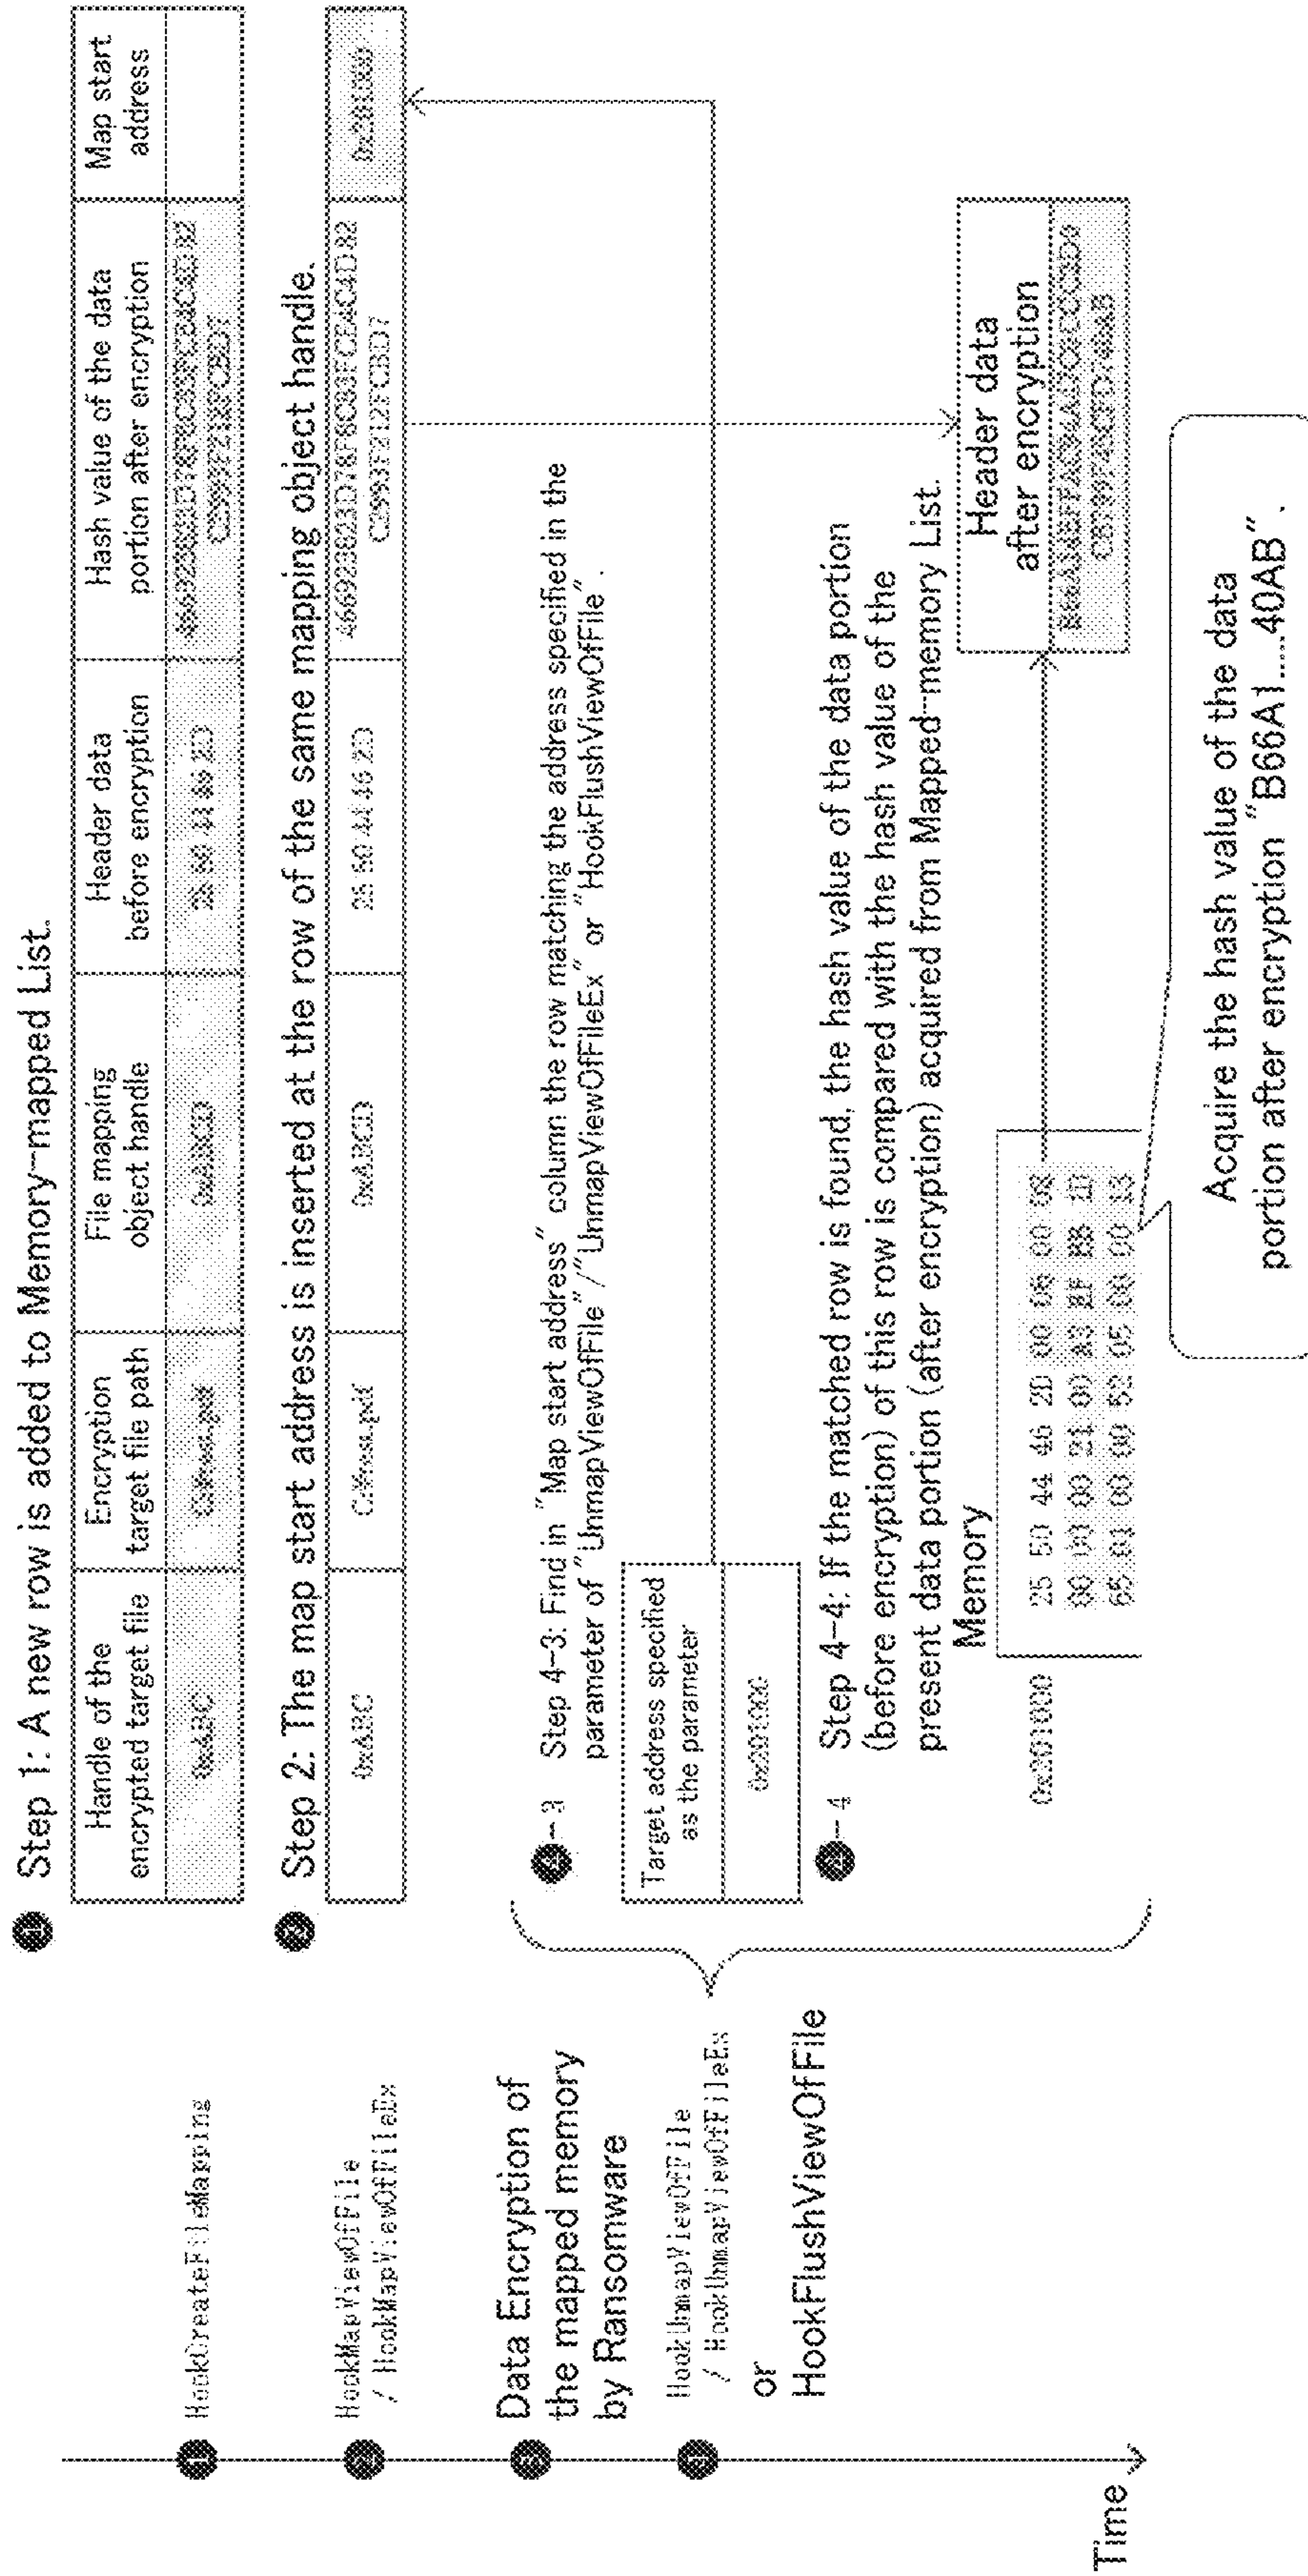 Step 1: A new row is added to Memory-mapped List.
Handle of the
encrypted target file
Encryption
target file path
File mapping
object handle
Header data
before encryption
Hash value of the data
portion after encryption
Map start
address
0xABC
0xABCD
Step 2: The map start address is inserted at the row of the same mapping object handle.
0xABC
0xABCD
25 50 44 46 2D
- 3 Step 4-3: Find in "Map start address" column the row matching the address specified in the
parameter of "UnmapViewOfFile"/"UnmapViewOfFileEx" or "HookFlushViewOfFile".
Target address specified
as the parameter
0x201000
- 4 Step 4-4: If the matched row is found, the hash value of the data portion
(before encryption) of this row is compared with the hash value of the
present data portion (after encryption) acquired from Mapped-memory List.
Memory
0x201000
25 50 44 46 2D
Header data
after encryption
Acquire the hash value of the data
portion after encryption "B66A1.....40AB".
HookCreateFileMapping
HookMapViewOfFile
/ HookMapViewOfFileEx
Data Encryption of
the mapped memory
by Ransomware
HookUnmapViewOfFile
/ HookUnmapViewOfFileEx
or
HookFlushViewOfFile
Time